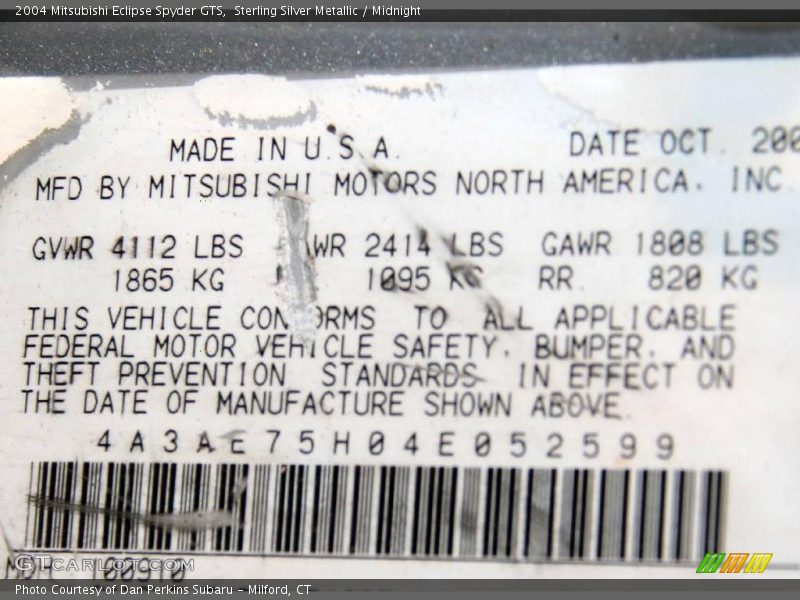 2004 Mitsubishi Eclipse Spyder GTS, Sterling Silver Metallic / Midnight
MADE IN U.S.A. DATE OCT. 200
MFD BY MITSUBISHI MOTORS NORTH AMERICA, INC.
GVWR 4112 LBS WR 2414 LBS GAWR 1808 LBS
1865 KG 1095 KG RR. 820 KG
THIS VEHICLE CONFORMS TO ALL APPLICABLE
FEDERAL MOTOR VEHICLE SAFETY, BUMPER, AND
THEFT PREVENTION STANDARDS IN EFFECT ON
THE DATE OF MANUFACTURE SHOWN ABOVE.
4A3AE75H04E052599
GTcarlot.com
Photo Courtesy of Dan Perkins Subaru - Milford, CT